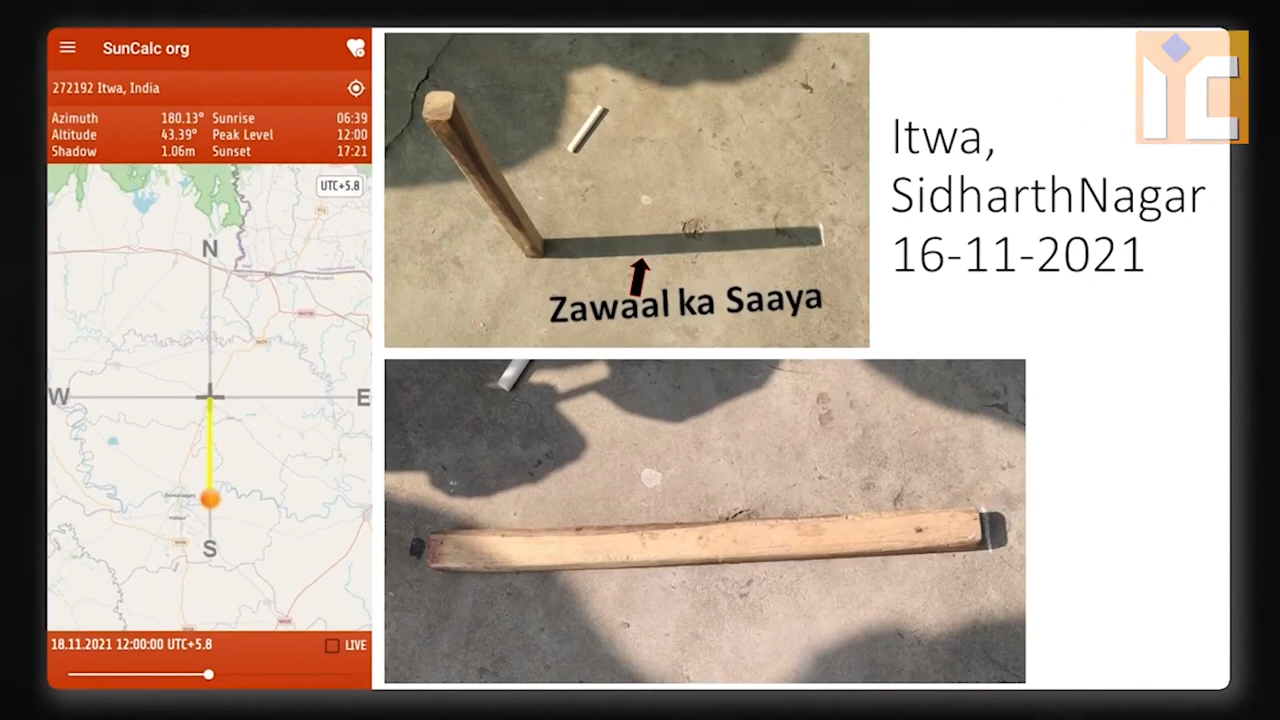 SunCalc org
272192 Itwa, India
Azimuth 180.13° Sunrise 06:39
Altitude 43.39° Peak Level 12:00
Shadow 1.06m Sunset 17:21
UTC+5.8
N
W
E
S
18.11.2021 12:00:00 UTC+5.8
LIVE
Zawaal ka Saaya
Itwa,
SidharthNagar
16-11-2021
IYC